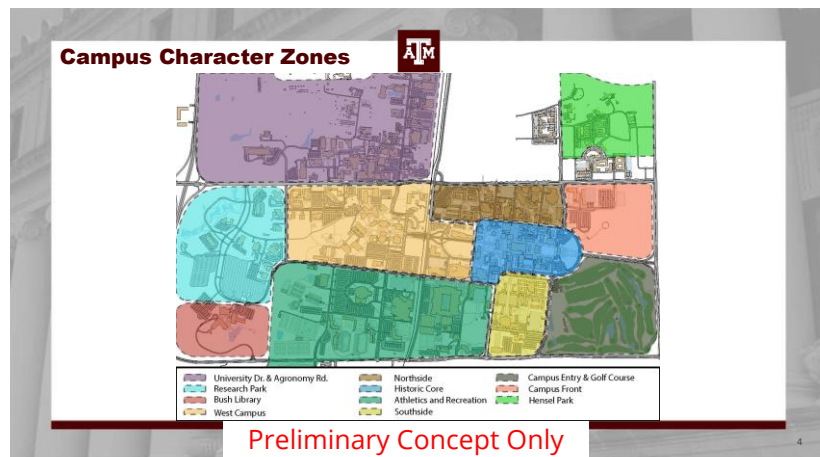 Campus Character Zones
ATM
University Dr. & Agronomy Rd.
Research Park
Bush Library
West Campus
Northside
Historic Core
Athletics and Recreation
Southside
Campus Entry & Golf Course
Campus Front
Hensel Park
Preliminary Concept Only
4